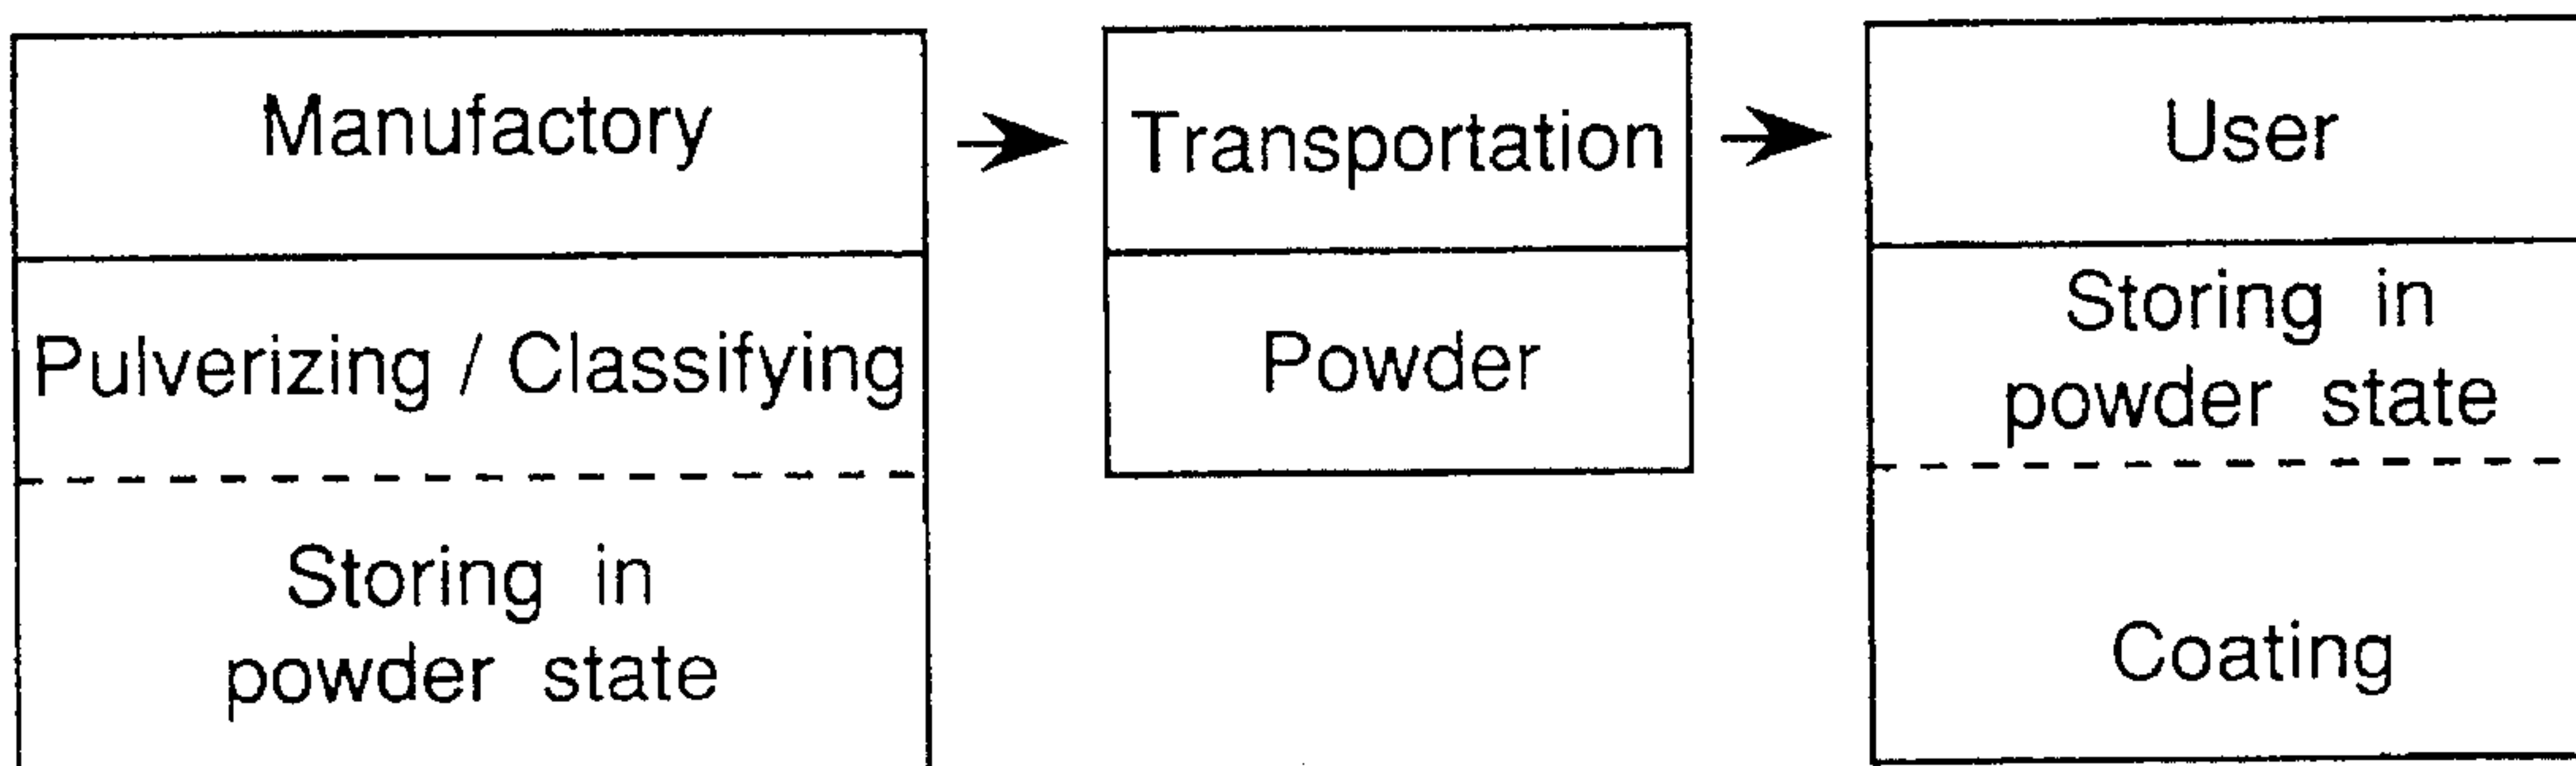 Manufactory
Pulverizing / Classifying
Storing in
powder state
Transportation
Powder
User
Storing in
powder state
Coating